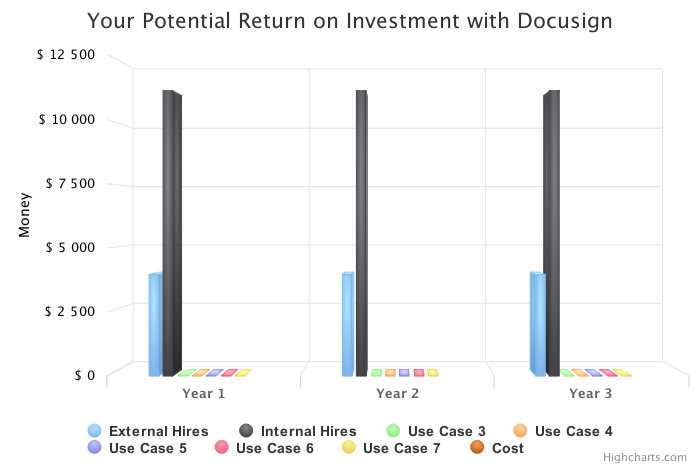 Your Potential Return on Investment with Docusign
$ 12 500
$ 10 000
$ 7 500
$ 5 000
$ 2 500
$ 0
Money
Year 1 Year 2 Year 3
External Hires Internal Hires Use Case 3 Use Case 4
Use Case 5 Use Case 6 Use Case 7 Cost
Highcharts.com